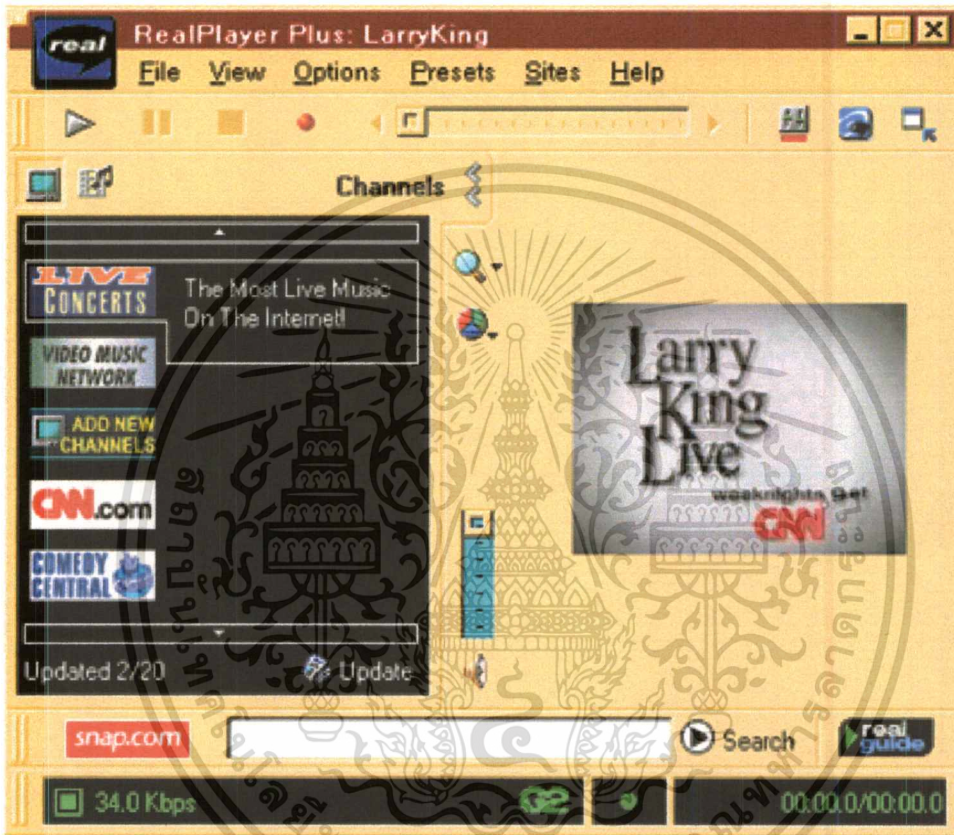 real
RealPlayer Plus: LarryKing
File View Options Presets Sites Help
Channels
LIVE
CONCERTS
The Most Live Music
On The Internet!
VIDEO MUSIC
NETWORK
ADD NEW
CHANNELS
CNN.com
COMEDY
CENTRAL
Updated 2/20
Update
Larry
King
Live
weeknights, 9 et
CNN
snap.com
Search
real
guide
34.0 Kbps
G2
00:00.0/00:00.0